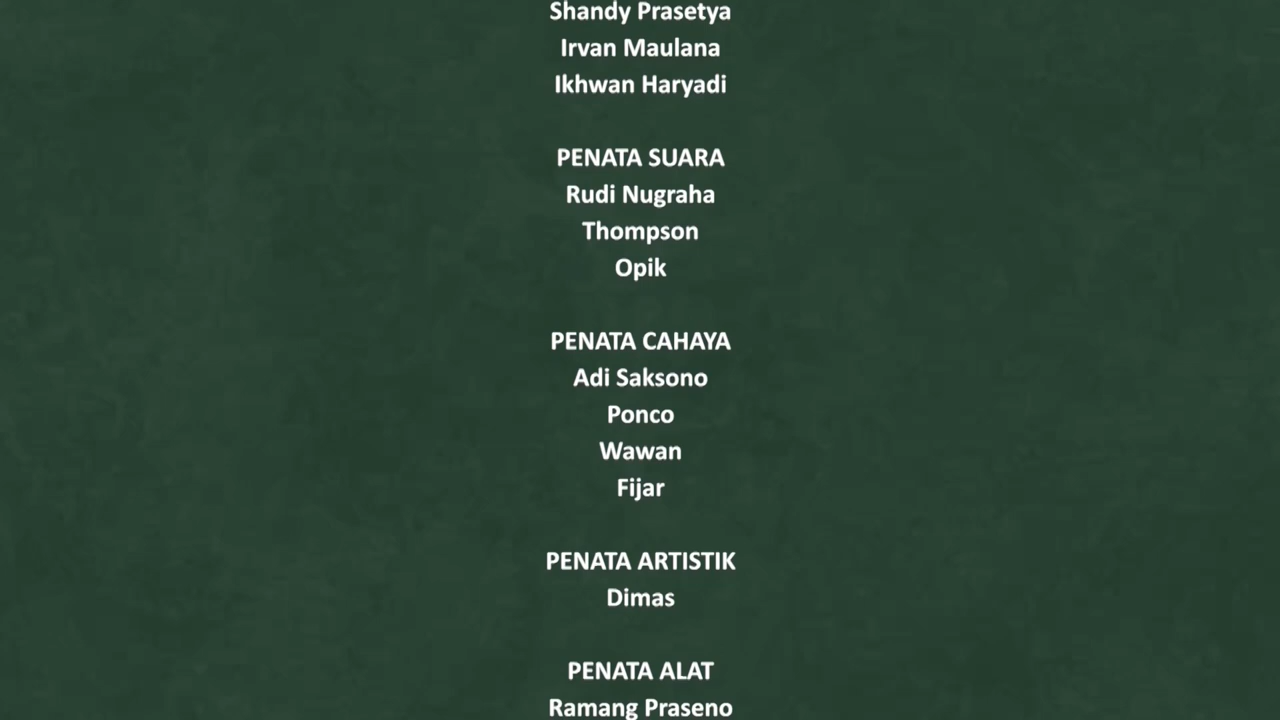 Shandy Prasetya
Irvan Maulana
Ikhwan Haryadi
PENATA SUARA
Rudi Nugraha
Thompson
Opik
PENATA CAHAYA
Adi Saksono
Ponco
Wawan
Fijar
PENATA ARTISTIK
Dimas
PENATA ALAT
Ramang Praseno